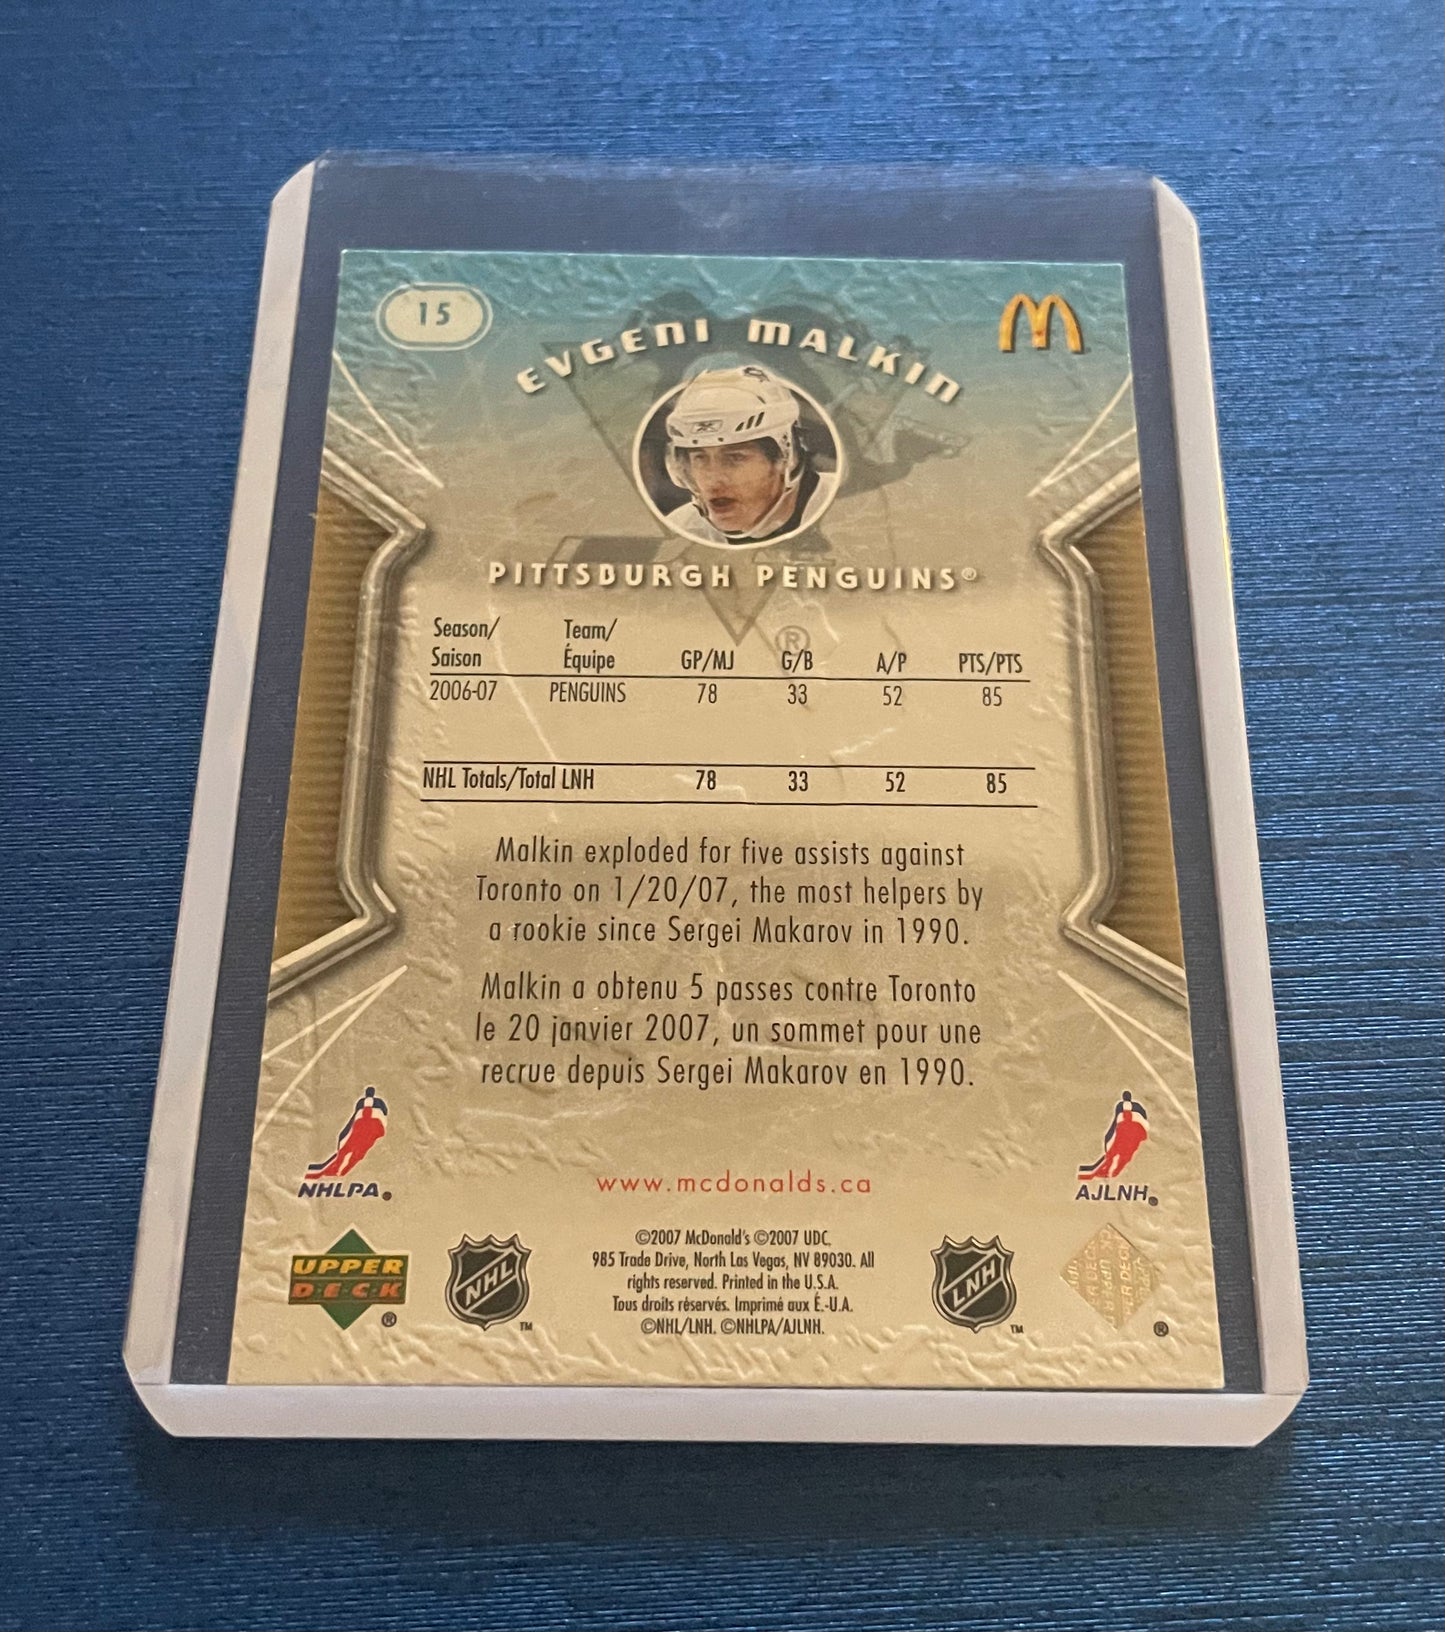 15
EVGENI MALKIN
PITTSBURGH PENGUINS®
Season/ Team/
Saison Équipe GP/MJ G/B A/P PTS/PTS
2006-07 PENGUINS 78 33 52 85
NHL Totals/Total LNH 78 33 52 85
Malkin exploded for five assists against
Toronto on 1/20/07, the most helpers by
a rookie since Sergei Makarov in 1990.
Malkin a obtenu 5 passes contre Toronto
le 20 janvier 2007, un sommet pour une
recrue depuis Sergei Makarov en 1990.
NHLPA®
AJLNH®
www.mcdonalds.ca
©2007 McDonald's ©2007 UDC.
985 Trade Drive, North Las Vegas, NV 89030. All
rights reserved. Printed in the U.S.A.
Tous droits réservés. Imprimé aux É.-U.A.
©NHL/LNH. ©NHLPA/AJLNH.
UPPER
DECK
®
NHL
TM
LNH
TM
®